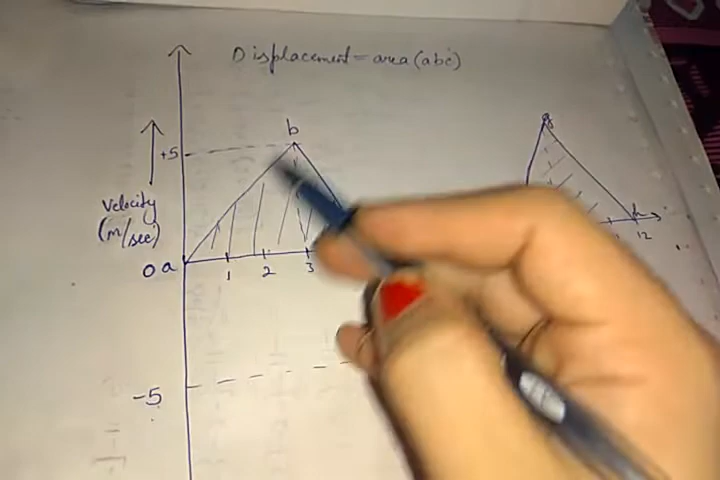 Displacement = area (abc)
b
g
+5
velocity
(m/sec)
h
0 a
1
2
3
12
-5